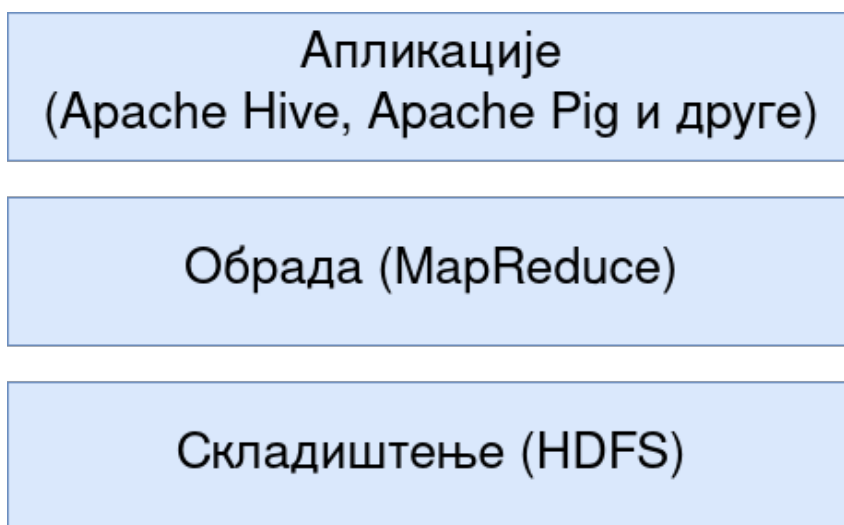 Апликације
(Apache Hive, Apache Pig и друге)
Обрада (MapReduce)
Складиштење (HDFS)